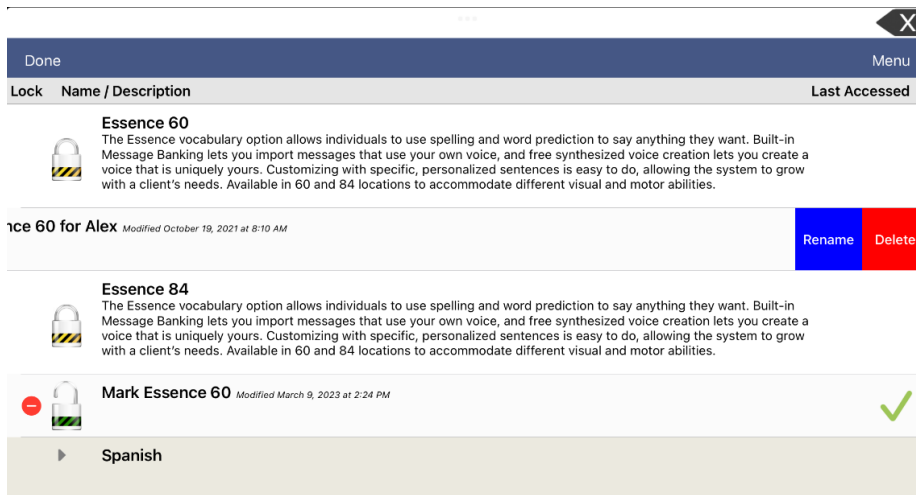 X
Done Menu
Lock Name / Description Last Accessed
Essence 60
The Essence vocabulary option allows individuals to use spelling and word prediction to say anything they want. Built-in
Message Banking lets you import messages that use your own voice, and free synthesized voice creation lets you create a
voice that is uniquely yours. Customizing with specific, personalized sentences is easy to do, allowing the system to grow
with a client's needs. Available in 60 and 84 locations to accommodate different visual and motor abilities.
nce 60 for Alex Modified October 19, 2021 at 8:10 AM
Rename Delete
Essence 84
The Essence vocabulary option allows individuals to use spelling and word prediction to say anything they want. Built-in
Message Banking lets you import messages that use your own voice, and free synthesized voice creation lets you create a
voice that is uniquely yours. Customizing with specific, personalized sentences is easy to do, allowing the system to grow
with a client's needs. Available in 60 and 84 locations to accommodate different visual and motor abilities.
Mark Essence 60 Modified March 9, 2023 at 2:24 PM
Spanish